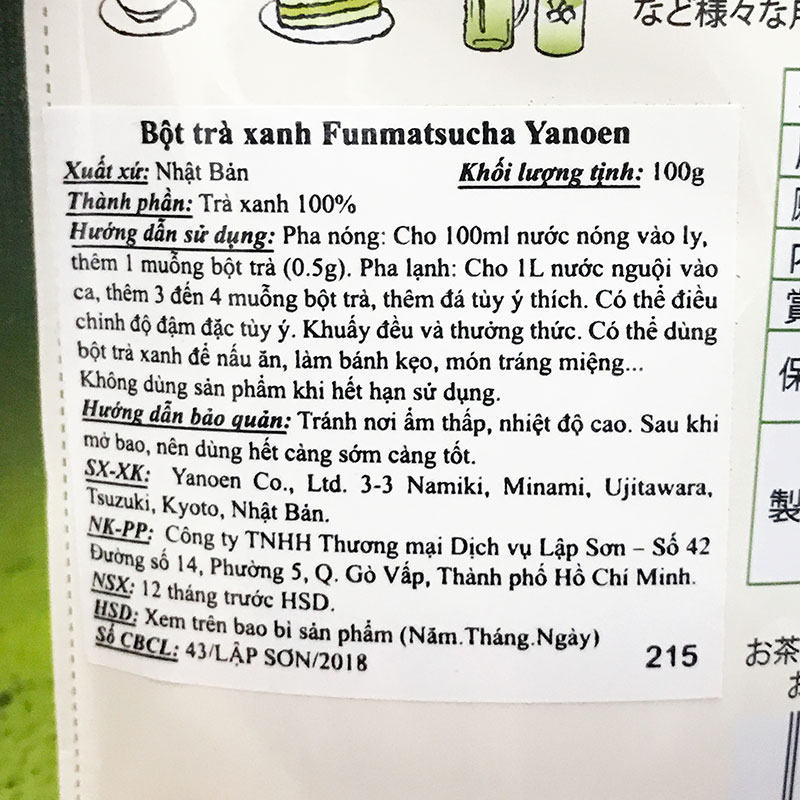 など様々な用
Bột trà xanh Funmatsucha Yanoen
Xuất xứ: Nhật Bản Khối lượng tịnh: 100g
Thành phần: Trà xanh 100%
Hướng dẫn sử dụng: Pha nóng: Cho 100ml nước nóng vào ly,
thêm 1 muỗng bột trà (0.5g). Pha lạnh: Cho 1L nước nguội vào
ca, thêm 3 đến 4 muỗng bột trà, thêm đá tùy ý thích. Có thể điều
chỉnh độ đậm đặc tùy ý. Khuấy đều và thưởng thức. Có thể dùng
bột trà xanh để nấu ăn, làm bánh kẹo, món tráng miệng...
Không dùng sản phẩm khi hết hạn sử dụng.
Hướng dẫn bảo quản: Tránh nơi ẩm thấp, nhiệt độ cao. Sau khi
mở bao, nên dùng hết càng sớm càng tốt.
SX-XK: Yanoen Co., Ltd. 3-3 Namiki, Minami, Ujitawara,
Tsuzuki, Kyoto, Nhật Bản.
NK-PP: Công ty TNHH Thương mại Dịch vụ Lập Sơn – Số 42
Đường số 14, Phường 5, Q. Gò Vấp, Thành phố Hồ Chí Minh.
NSX: 12 tháng trước HSD.
HSD: Xem trên bao bì sản phẩm (Năm.Tháng.Ngày)
Số CBCL: 43/LẬP SƠN/2018 215
内
賞
保
製
お茶
お